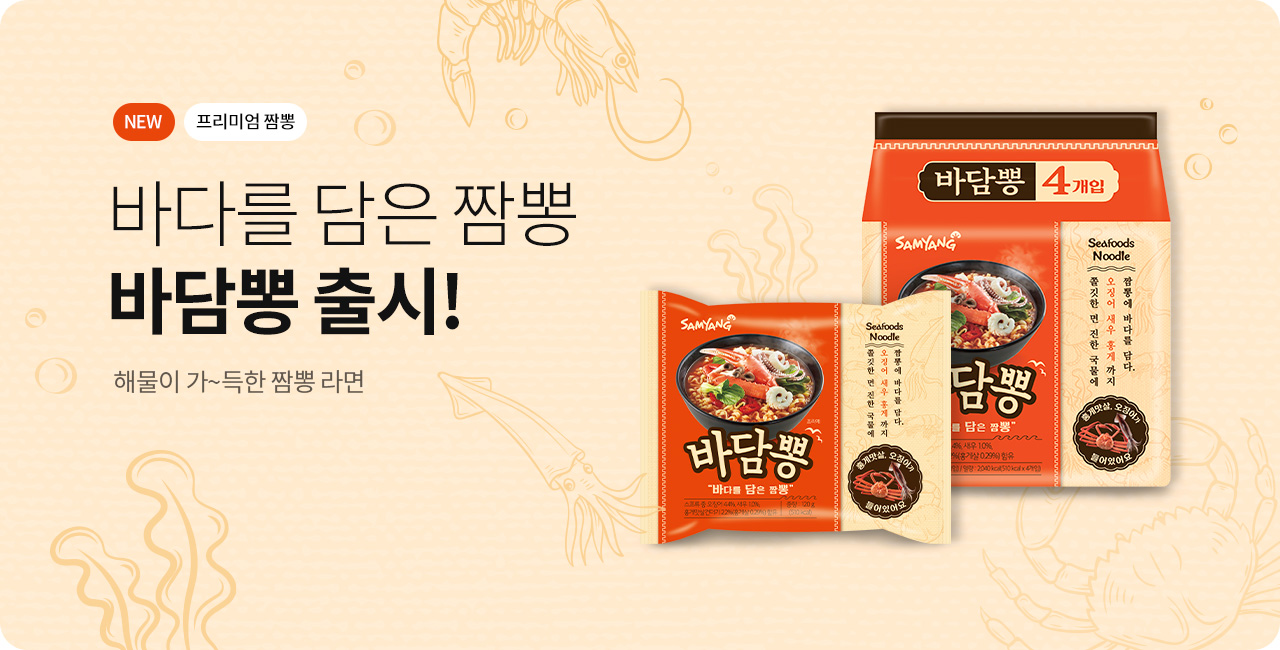 NEW 프리미엄 짬뽕
바다를 담은 짬뽕
바담뽕 출시!
해물이 가~득한 짬뽕 라면
바담뽕 4개입
SAMYANG
Seafoods
Noodle
짬뽕에 바다를 담다.
오징어 새우 홍게 까지
쫄깃한 면 진한 국물에
담뽕
를 담은 짬뽕"
홍게맛살, 오징어가
들어있어요
SAMYANG
Seafoods
Noodle
짬뽕에 바다를 담다.
오징어 새우 홍게 까지
쫄깃한 면 진한 국물에
바담뽕
"바다를 담은 짬뽕"
홍게맛살, 오징어가
들어있어요